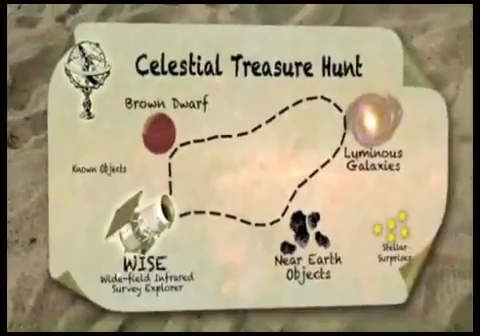 Celestial Treasure Hunt
Brown Dwarf
Luminous
Galaxies
Known Objects
WISE
Wide-field Infrared
Survey Explorer
Near Earth
Objects
Stellar
Surprises